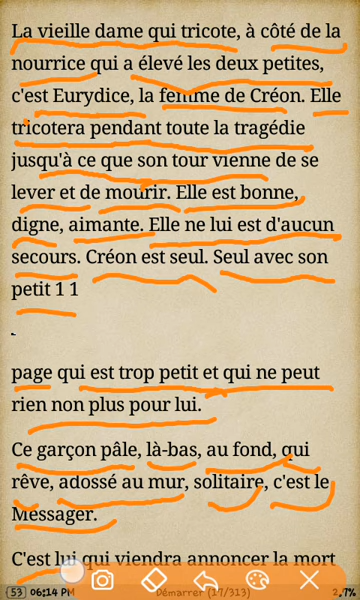 La vieille dame qui tricote, à côté de la
nourrice qui a élevé les deux petites,
c'est Eurydice, la femme de Créon. Elle
tricotera pendant toute la tragédie
jusqu'à ce que son tour vienne de se
lever et de mourir. Elle est bonne,
digne, aimante. Elle ne lui est d'aucun
secours. Créon est seul. Seul avec son
petit 1 1
-
page qui est trop petit et qui ne peut
rien non plus pour lui.
Ce garçon pâle, là-bas, au fond, qui
rêve, adossé au mur, solitaire, c'est le
Messager.
C'est lui qui viendra annoncer la mort
53 06:14 PM Démarrer (17/313) 2,7%